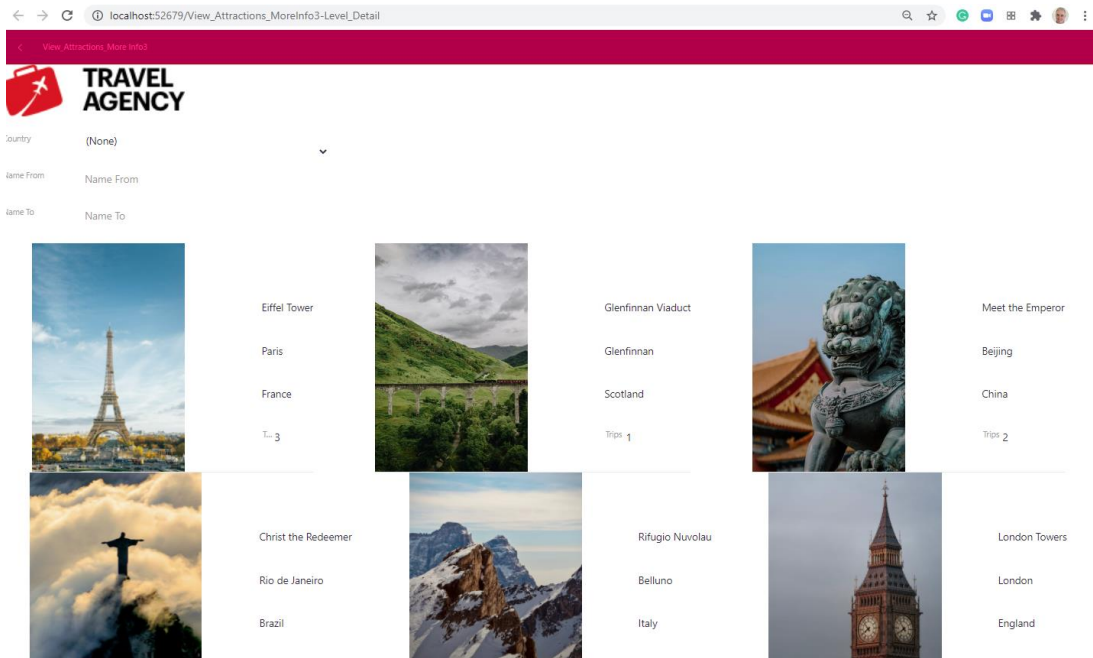 localhost:52679/View_Attractions_MoreInfo3-Level_Detail
View_Attractions_More Info3
TRAVEL
AGENCY
Country (None)
Name From Name From
Name To Name To
Eiffel Tower Glenfinnan Viaduct Meet the Emperor
Paris Glenfinnan Beijing
France Scotland China
T... 3 Trips 1 Trips 2
Christ the Redeemer Rifugio Nuvolau London Towers
Rio de Janeiro Belluno London
Brazil Italy England